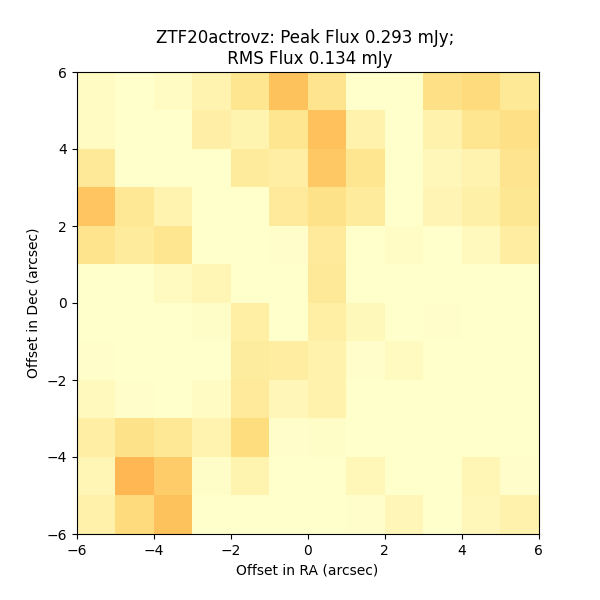 ZTF20actrovz: Peak Flux 0.293 mJy;
RMS Flux 0.134 mJy
6
4
2
0
−2
−4
−6
Offset in Dec (arcsec)
−6 −4 −2 0 2 4 6
Offset in RA (arcsec)